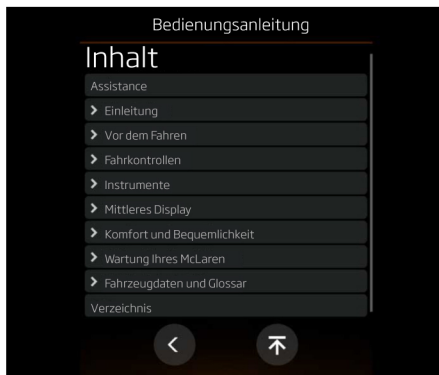 Bedienungsanleitung
Inhalt
Assistance
Einleitung
Vor dem Fahren
Fahrkontrollen
Instrumente
Mittleres Display
Komfort und Bequemlichkeit
Wartung Ihres McLaren
Fahrzeugdaten und Glossar
Verzeichnis